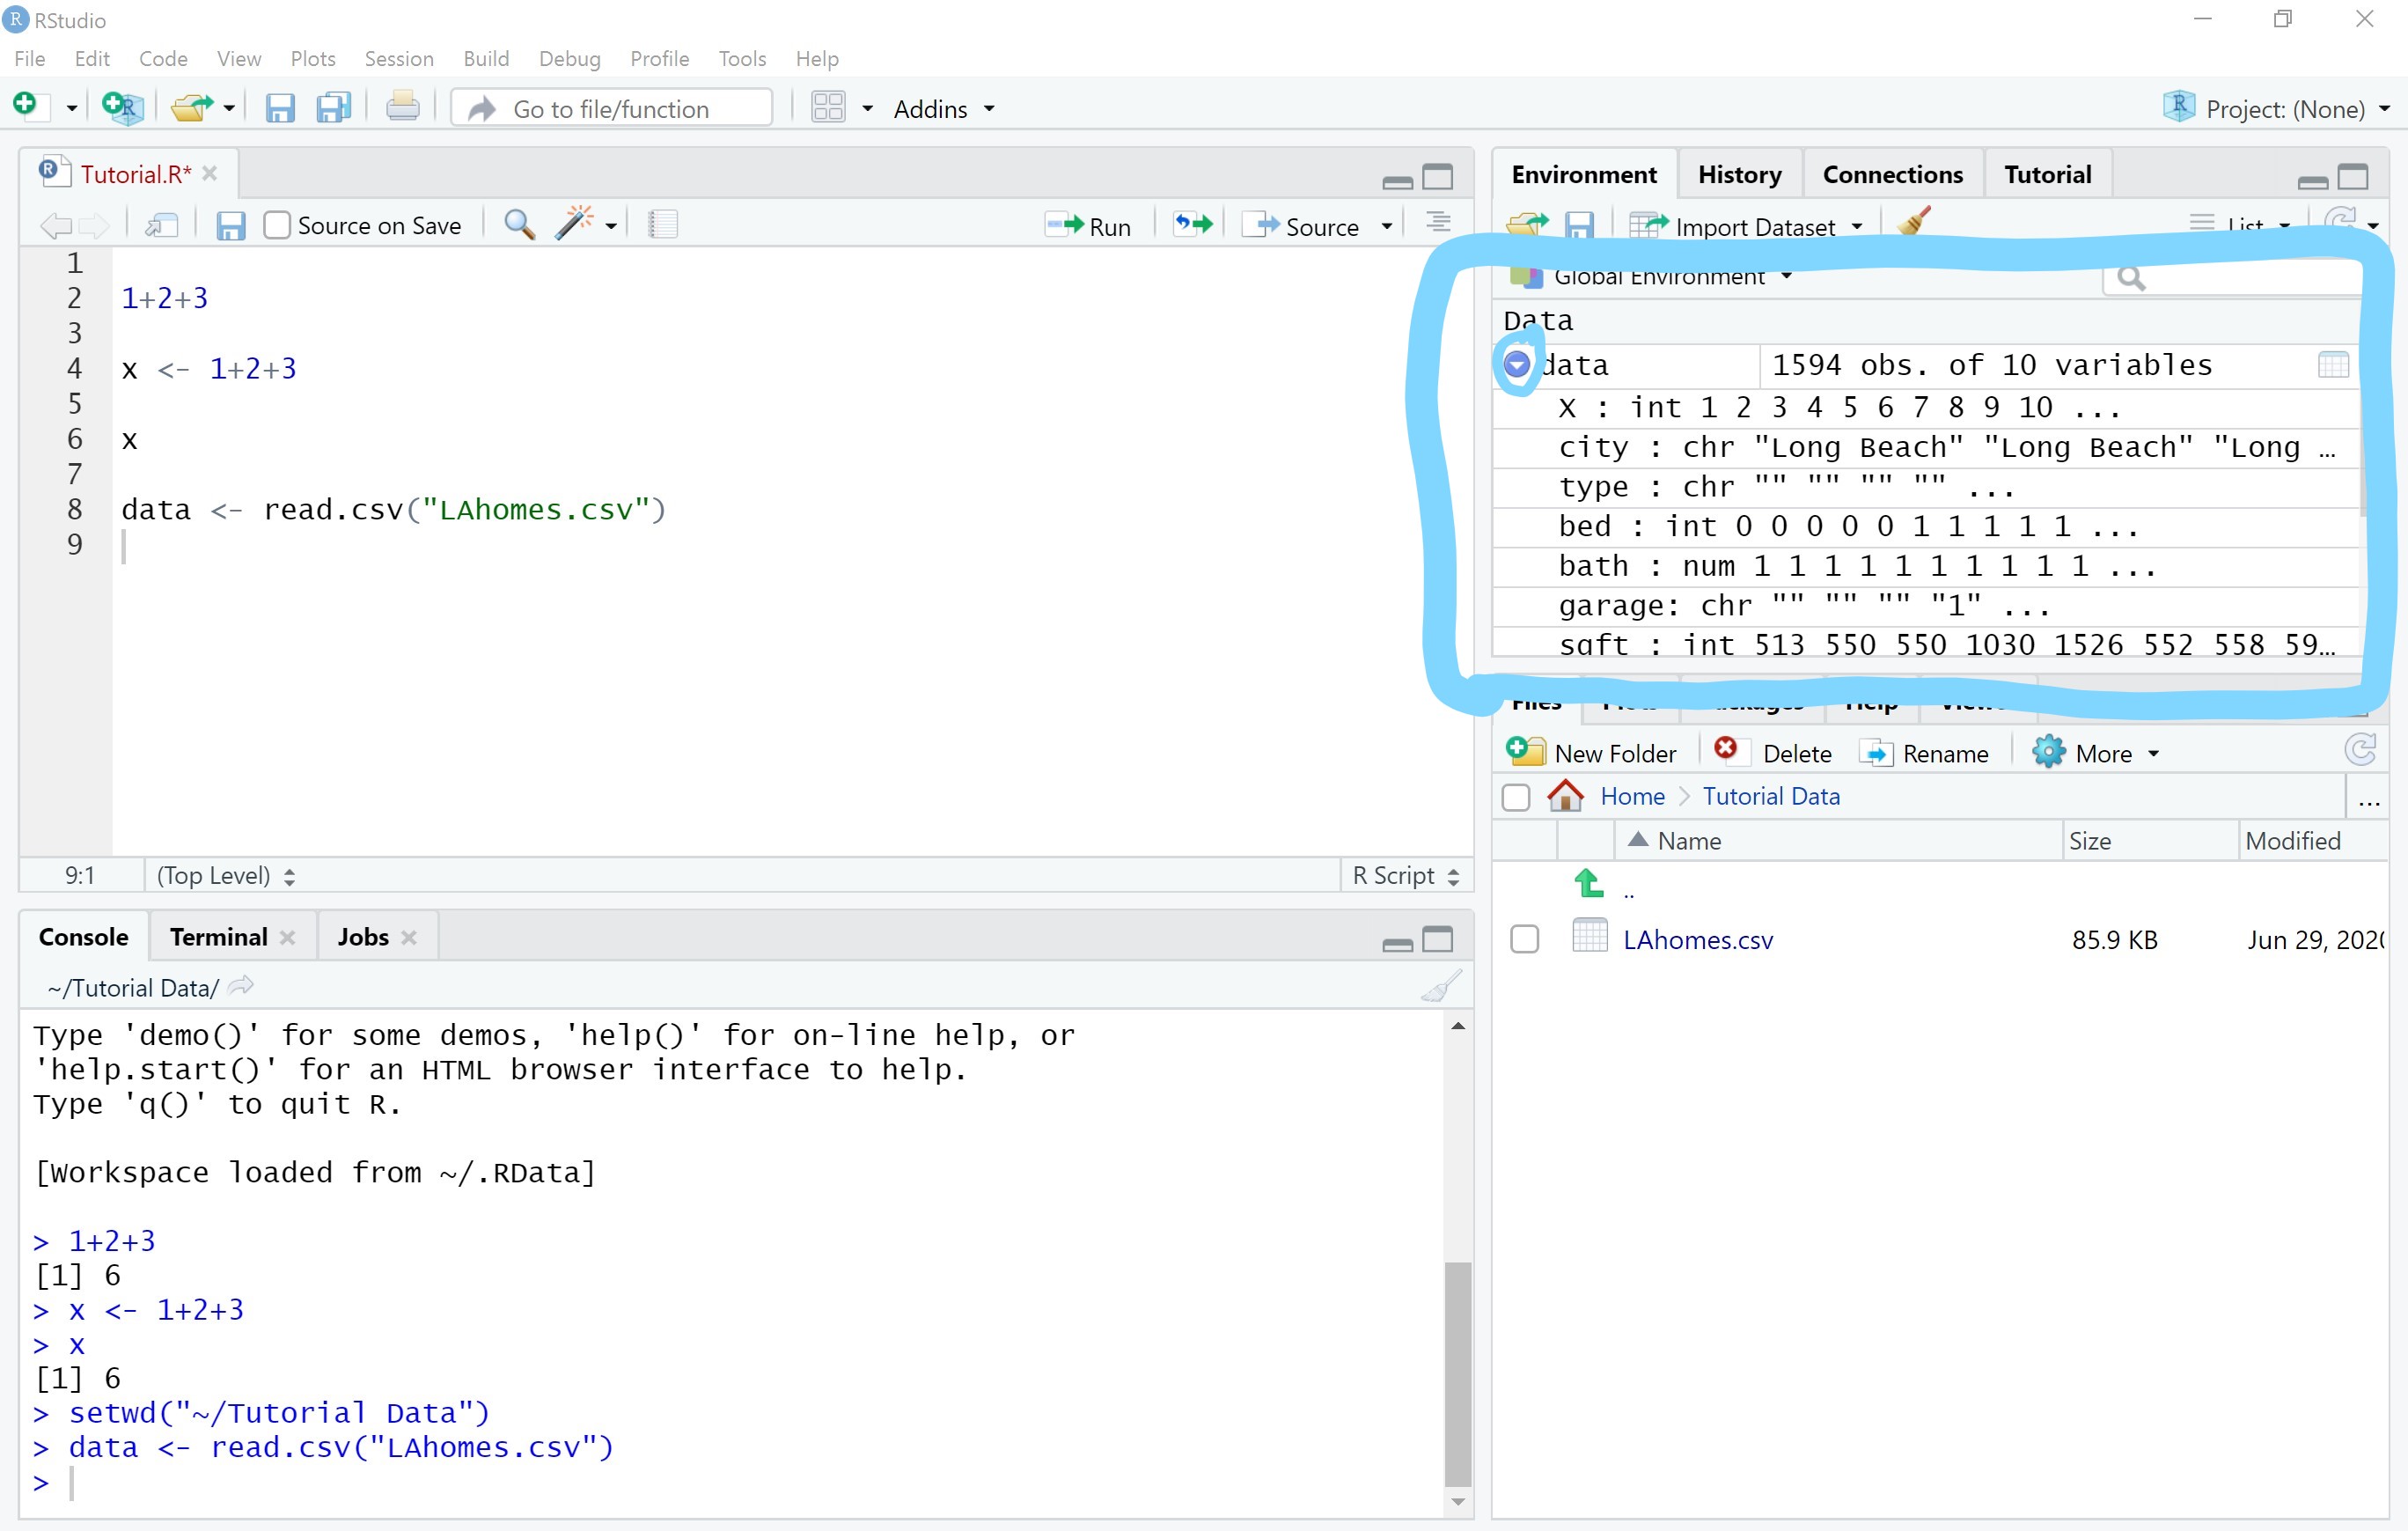 RStudio
File Edit Code View Plots Session Build Debug Profile Tools Help
Go to file/function Addins Project: (None)
Tutorial.R*
Source on Save Run Source
1
2 1+2+3
3
4 x <- 1+2+3
5
6 x
7
8 data <- read.csv("LAhomes.csv")
9
9:1 (Top Level) R Script
Console Terminal Jobs
~/Tutorial Data/
Type 'demo()' for some demos, 'help()' for on-line help, or
'help.start()' for an HTML browser interface to help.
Type 'q()' to quit R.
[Workspace loaded from ~/.RData]
> 1+2+3
[1] 6
> x <- 1+2+3
> x
[1] 6
> setwd("~/Tutorial Data")
> data <- read.csv("LAhomes.csv")
>
Environment History Connections Tutorial
Import Dataset List
Global Environment
Data
data 1594 obs. of 10 variables
X : int 1 2 3 4 5 6 7 8 9 10 ...
city : chr "Long Beach" "Long Beach" "Long ...
type : chr "" "" "" "" ...
bed : int 0 0 0 0 0 1 1 1 1 1 ...
bath : num 1 1 1 1 1 1 1 1 1 1 ...
garage: chr "" "" "" "1" ...
sqft : int 513 550 550 1030 1526 552 558 59...
Files Help
New Folder Delete Rename More
Home Tutorial Data ...
Name Size Modified
..
LAhomes.csv 85.9 KB Jun 29, 202